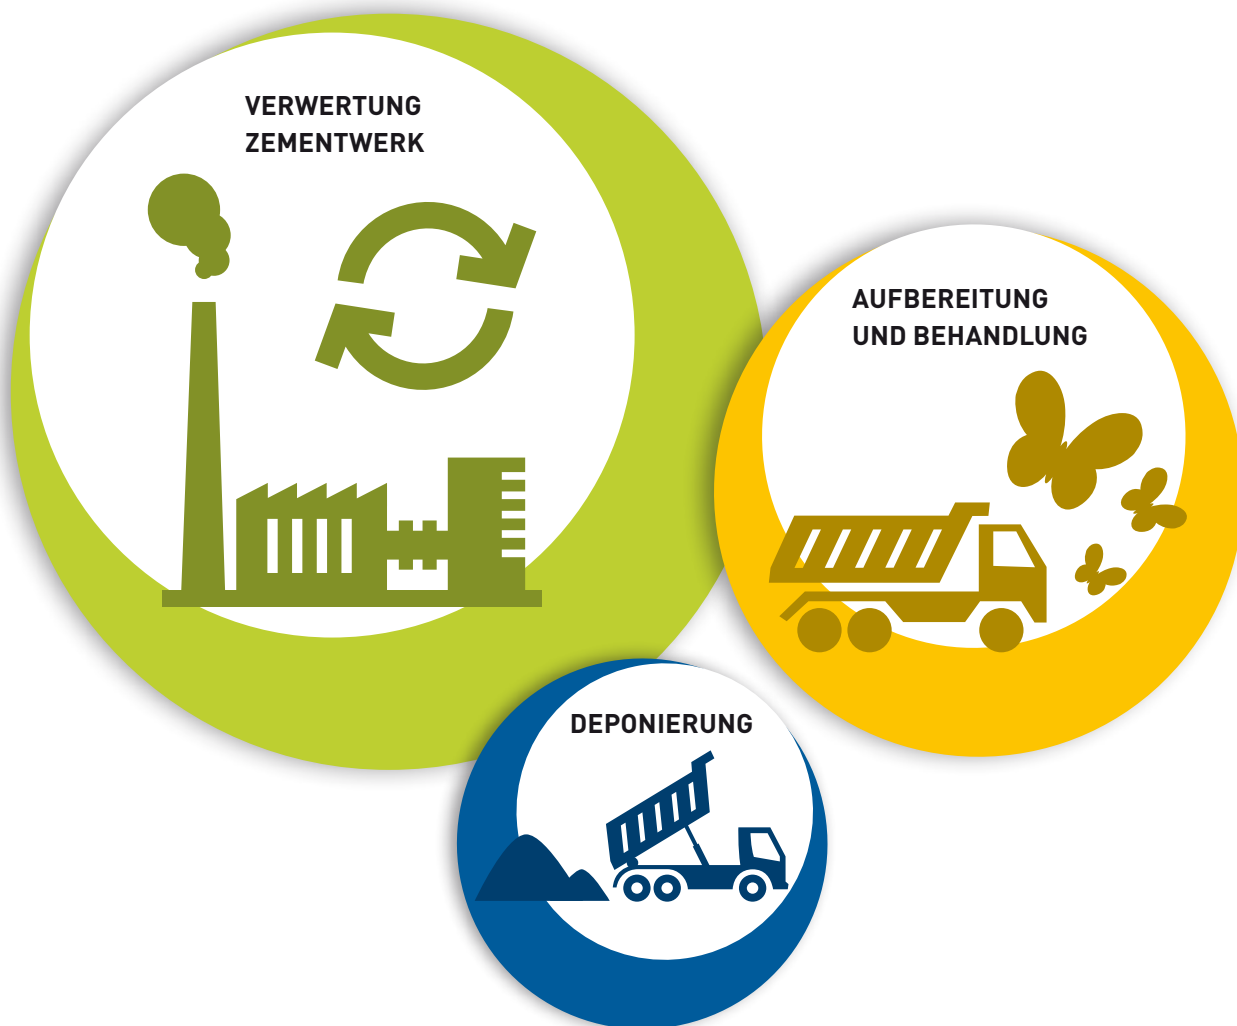 VERWERTUNG
ZEMENTWERK
AUFBEREITUNG
UND BEHANDLUNG
DEPONIERUNG